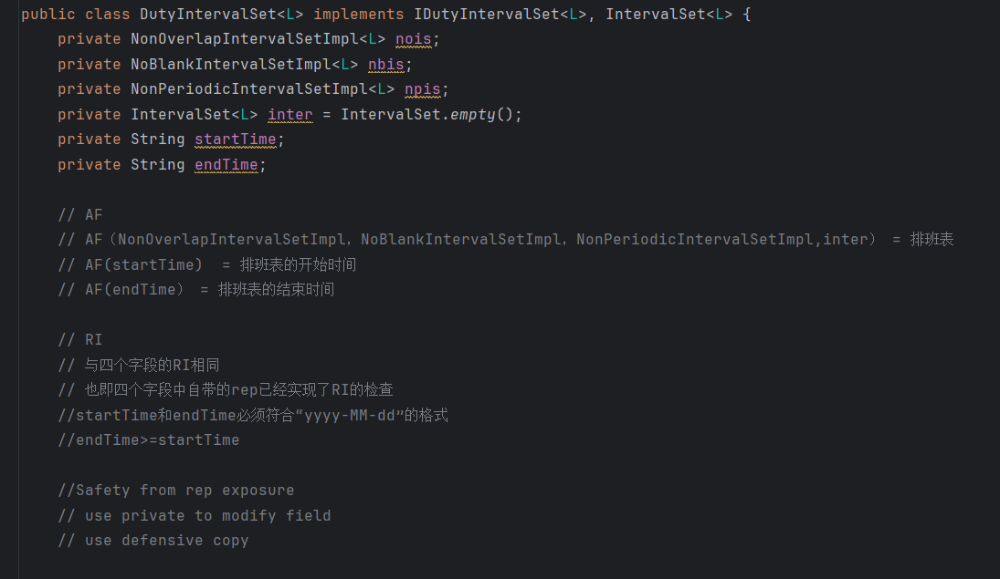 public class DutyIntervalSet<L> implements IDutyIntervalSet<L>, IntervalSet<L> {
private NonOverlapIntervalSetImpl<L> nois;
private NoBlankIntervalSetImpl<L> nbis;
private NonPeriodicIntervalSetImpl<L> npis;
private IntervalSet<L> inter = IntervalSet.empty();
private String startTime;
private String endTime;
// AF
// AF（NonOverlapIntervalSetImpl，NoBlankIntervalSetImpl，NonPeriodicIntervalSetImpl,inter） = 排班表
// AF(startTime)  = 排班表的开始时间
// AF(endTime） = 排班表的结束时间
// RI
// 与四个字段的RI相同
// 也即四个字段中自带的rep已经实现了RI的检查
//startTime和endTime必须符合“yyyy-MM-dd”的格式
//endTime>=startTime
//Safety from rep exposure
// use private to modify field
// use defensive copy